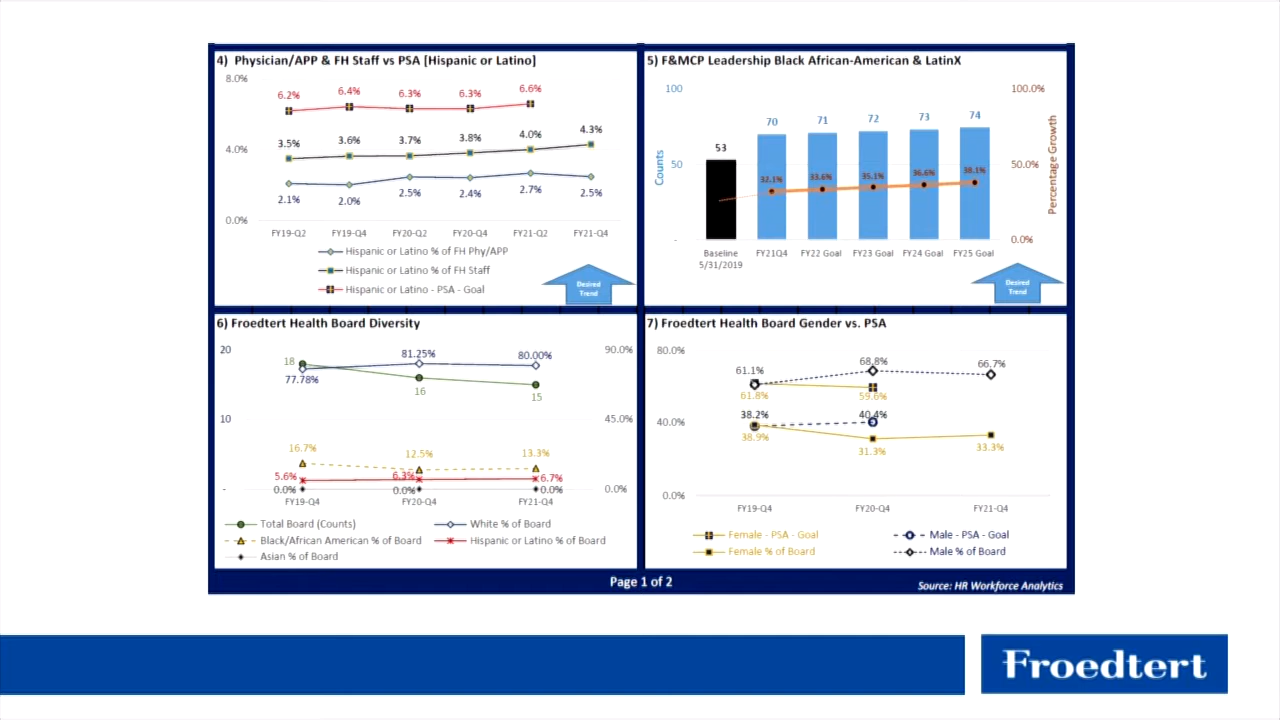 4) Physician/APP & FH Staff vs PSA [Hispanic or Latino]
8.0%
4.0%
0.0%
6.2% 6.4% 6.3% 6.3% 6.6%
3.5% 3.6% 3.7% 3.8% 4.0% 4.3%
2.1% 2.0% 2.5% 2.4% 2.7% 2.5%
FY19-Q2 FY19-Q4 FY20-Q2 FY20-Q4 FY21-Q2 FY21-Q4
Hispanic or Latino % of FH Phy/APP
Hispanic or Latino % of FH Staff
Hispanic or Latino - PSA - Goal
Desired
Trend
5) F&MCP Leadership Black African-American & LatinX
100
50
-
Counts
53 70 71 72 73 74
32.1% 33.6% 35.1% 36.6% 38.1%
100.0%
50.0%
0.0%
Percentage Growth
Baseline FY21Q4 FY22 Goal FY23 Goal FY24 Goal FY25 Goal
5/31/2019
Desired
Trend
6) Froedtert Health Board Diversity
20
10
-
90.0%
45.0%
0.0%
18 16 15
77.78% 81.25% 80.00%
16.7% 12.5% 13.3%
5.6% 6.3% 6.7%
0.0% 0.0% 0.0%
FY19-Q4 FY20-Q4 FY21-Q4
Total Board (Counts) White % of Board
Black/African American % of Board Hispanic or Latino % of Board
Asian % of Board
7) Froedtert Health Board Gender vs. PSA
80.0%
40.0%
0.0%
61.1% 68.8% 66.7%
61.8% 59.6%
38.2% 40.4%
38.9% 31.3% 33.3%
FY19-Q4 FY20-Q4 FY21-Q4
Female - PSA - Goal Male - PSA - Goal
Female % of Board Male % of Board
Page 1 of 2
Source: HR Workforce Analytics
Froedtert